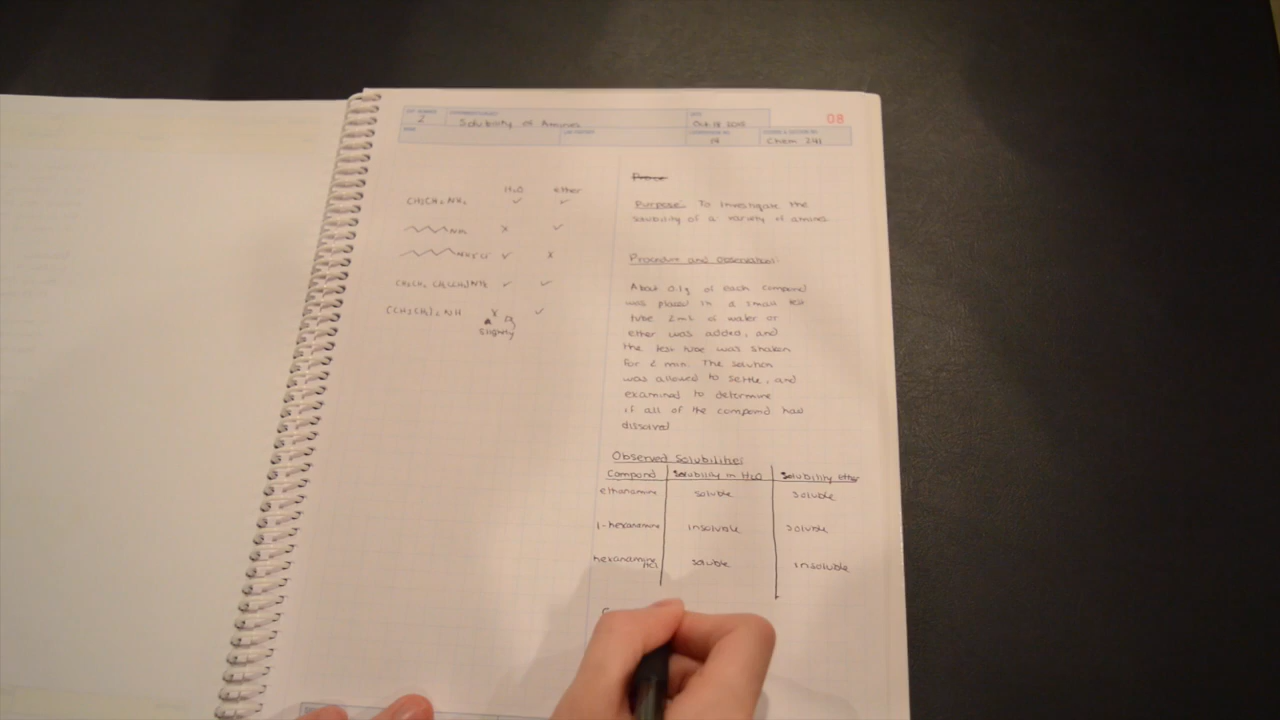 2
Solubility of Amines
08
14
Chem 241
H2O ether
CH3CH2NH2 ✓ ✓
NH2 x ✓
✓ x
✓ ✓
(CH3CH2)2NH x ✓
slightly
Purpose: To investigate the
solubility of a variety of amines
Procedure and Observations:
About 0.1g of each compound
was placed in a small test
tube 2mL of water or
ether was added, and
the test tube was shaken
for 2 min. The solution
was allowed to settle, and
examined to determine
if all of the compound had
dissolved
Observed Solubilities
Compound Solubility in H2O Solubility ether
ethanamine soluble soluble
1-hexanamine insoluble soluble
hexanamine HCl soluble insoluble